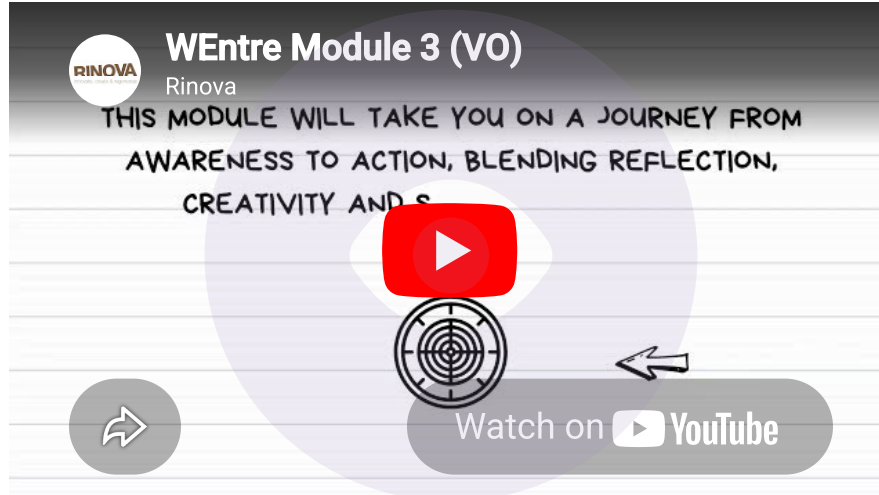 WEntre Module 3 (VO)
RINOVA
Rinova
THIS MODULE WILL TAKE YOU ON A JOURNEY FROM
AWARENESS TO ACTION, BLENDING REFLECTION,
CREATIVITY AND S
Watch on YouTube